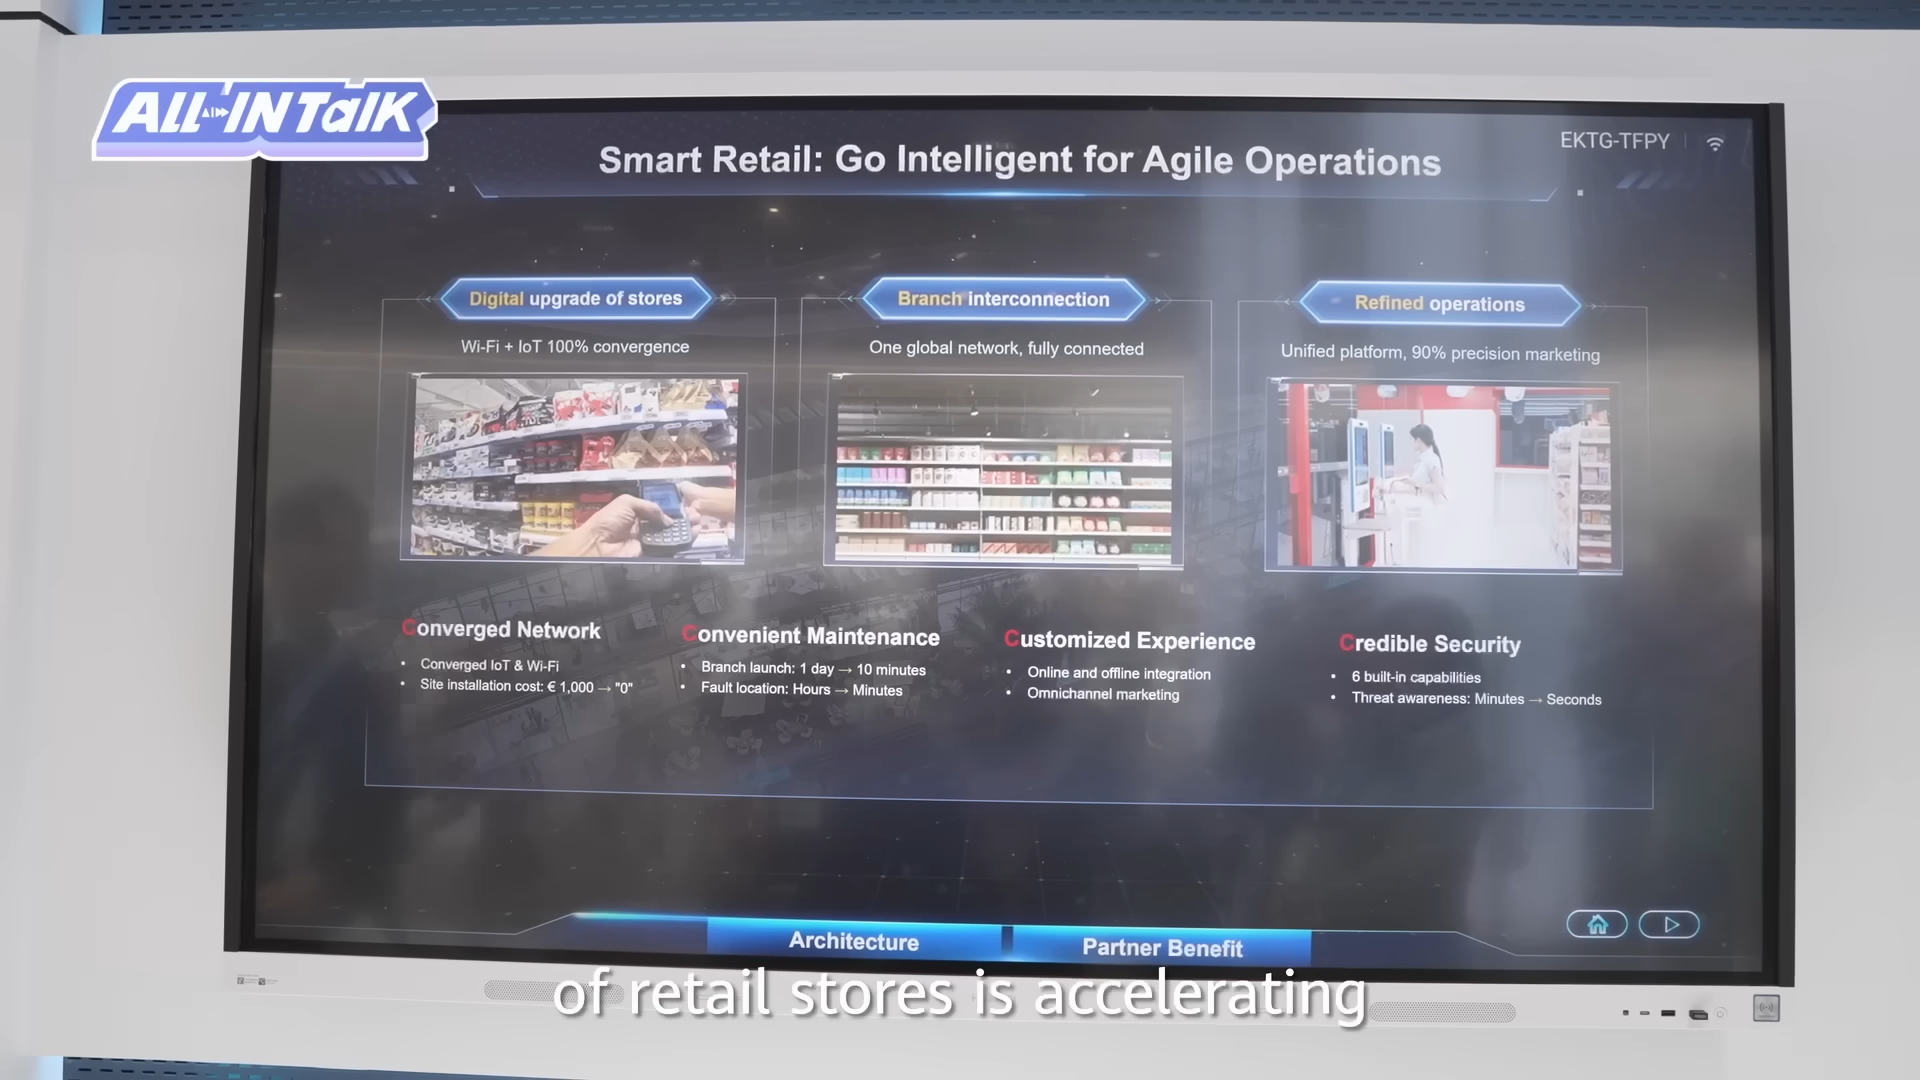 ALL-IN TalK
EKTG-TFPY
Smart Retail: Go Intelligent for Agile Operations
Digital upgrade of stores
Wi-Fi + IoT 100% convergence
Branch interconnection
One global network, fully connected
Refined operations
Unified platform, 90% precision marketing
Converged Network
• Converged IoT & Wi-Fi
• Site installation cost: € 1,000 → "0"
Convenient Maintenance
• Branch launch: 1 day → 10 minutes
• Fault location: Hours → Minutes
Customized Experience
• Online and offline integration
• Omnichannel marketing
Credible Security
• 6 built-in capabilities
• Threat awareness: Minutes → Seconds
Architecture
Partner Benefit
of retail stores is accelerating